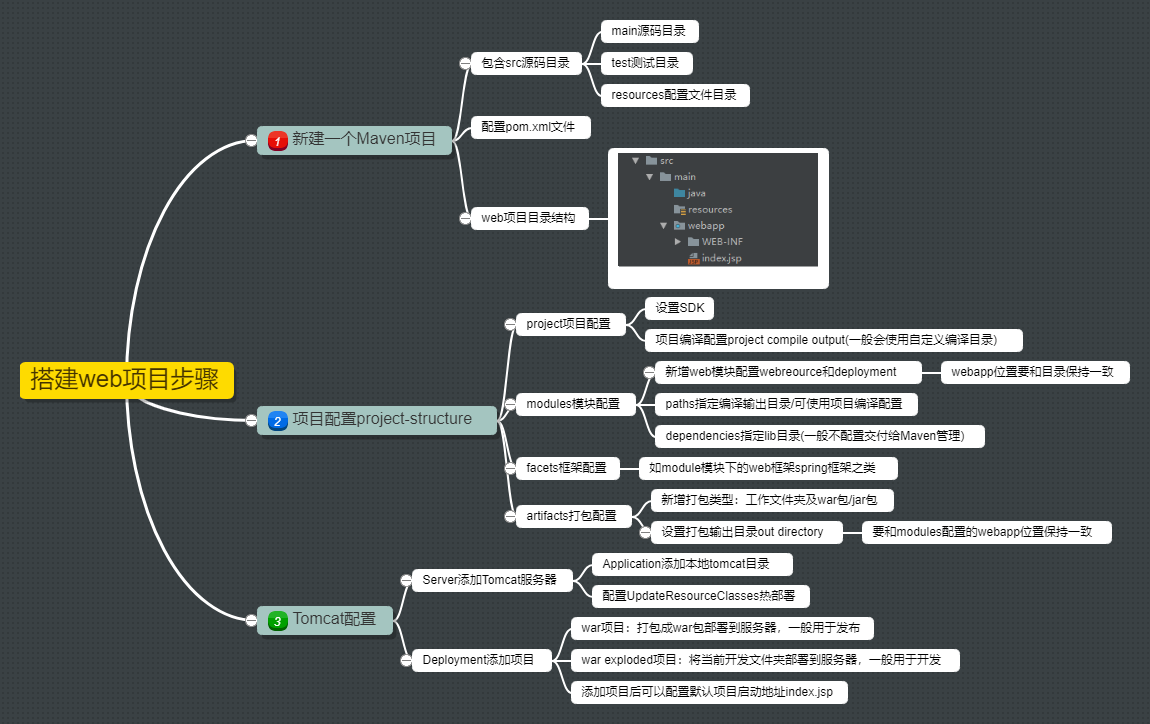 搭建web项目步骤
1 新建一个Maven项目
包含src源码目录
main源码目录
test测试目录
resources配置文件目录
配置pom.xml文件
web项目目录结构
src
main
java
resources
webapp
WEB-INF
index.jsp
2 项目配置project-structure
project项目配置
设置SDK
项目编译配置project compile output(一般会使用自定义编译目录)
modules模块配置
新增web模块配置webreource和deployment
webapp位置要和目录保持一致
paths指定编译输出目录/可使用项目编译配置
dependencies指定lib目录(一般不配置交付给Maven管理)
facets框架配置
如module模块下的web框架spring框架之类
artifacts打包配置
新增打包类型：工作文件夹及war包/jar包
设置打包输出目录out directory
要和modules配置的webapp位置保持一致
3 Tomcat配置
Server添加Tomcat服务器
Application添加本地tomcat目录
配置UpdateResourceClasses热部署
Deployment添加项目
war项目：打包成war包部署到服务器，一般用于发布
war exploded项目：将当前开发文件夹部署到服务器，一般用于开发
添加项目后可以配置默认项目启动地址index.jsp